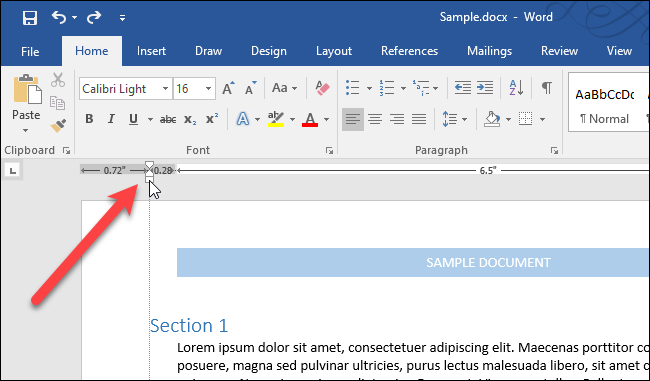 Sample.docx - Word
File Home Insert Draw Design Layout References Mailings Review View
Calibri Light 16 A A Aa A
AaBbCcDc
Paste
B I U abc x₂ x² A A
¶ Normal
Clipboard Font Paragraph
L 0.72" 0.28 6.5"
SAMPLE DOCUMENT
Section 1
Lorem ipsum dolor sit amet, consectetuer adipiscing elit. Maecenas porttitor co
posuere, magna sed pulvinar ultricies, purus lectus malesuada libero, sit amet c